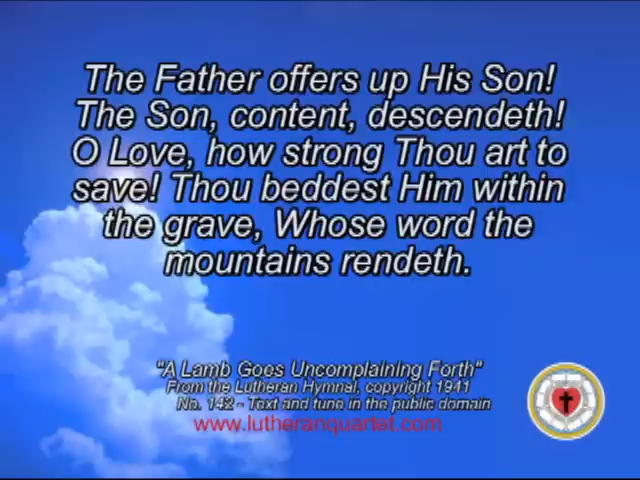 The Father offers up His Son!
The Son, content, descendeth!
O Love, how strong Thou art to
save! Thou beddest Him within
the grave, Whose word the
mountains rendeth.
"A Lamb Goes Uncomplaining Forth"
From the Lutheran Hymnal, copyright 1941
No. 142 - Text and tune in the public domain
www.lutheranquartet.com